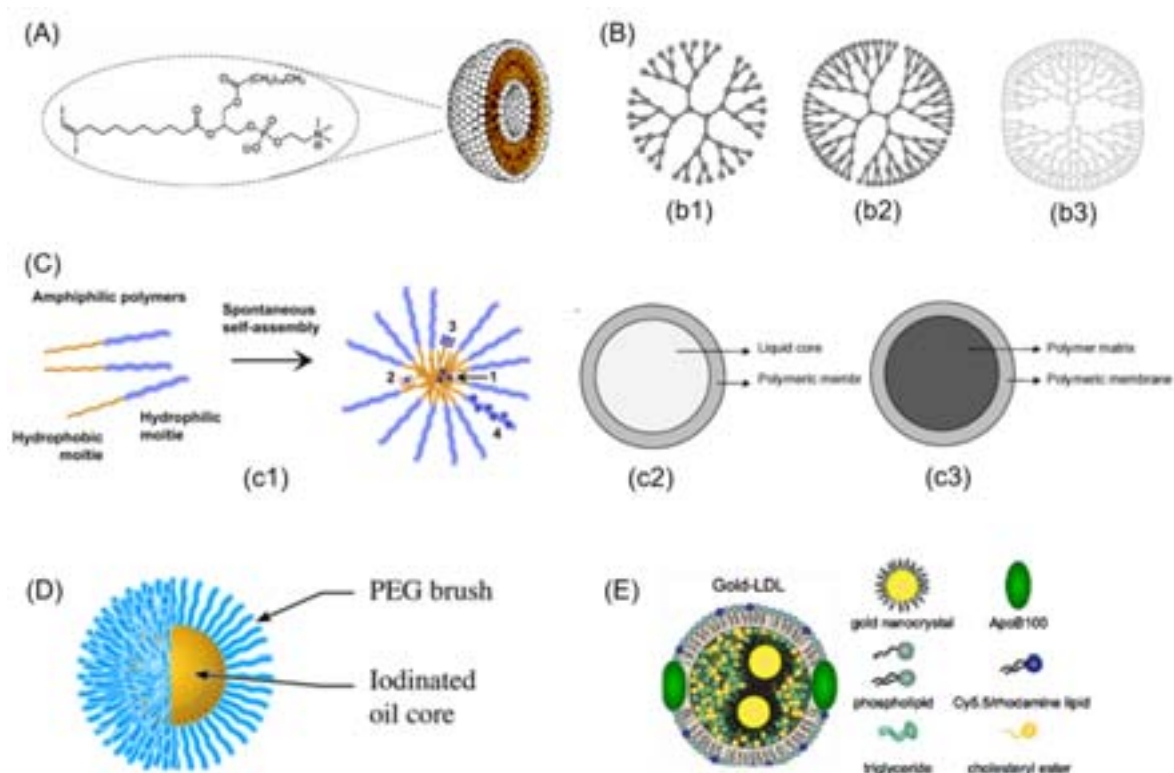 (A)
(B)
(b1)
(b2)
(b3)
(C)
Amphiphilic polymers
Spontaneous
self-assembly
Hydrophobic
moitie
Hydrophilic
moitie
1
2
3
4
(c1)
Liquid core
Polymeric membr
(c2)
Polymer matrix
Polymeric membrane
(c3)
(D)
PEG brush
Iodinated
oil core
(E)
Gold-LDL
gold nanocrystal
ApoB100
phospholipid
Cy5.5/rhodamine lipid
triglyceride
cholesteryl ester